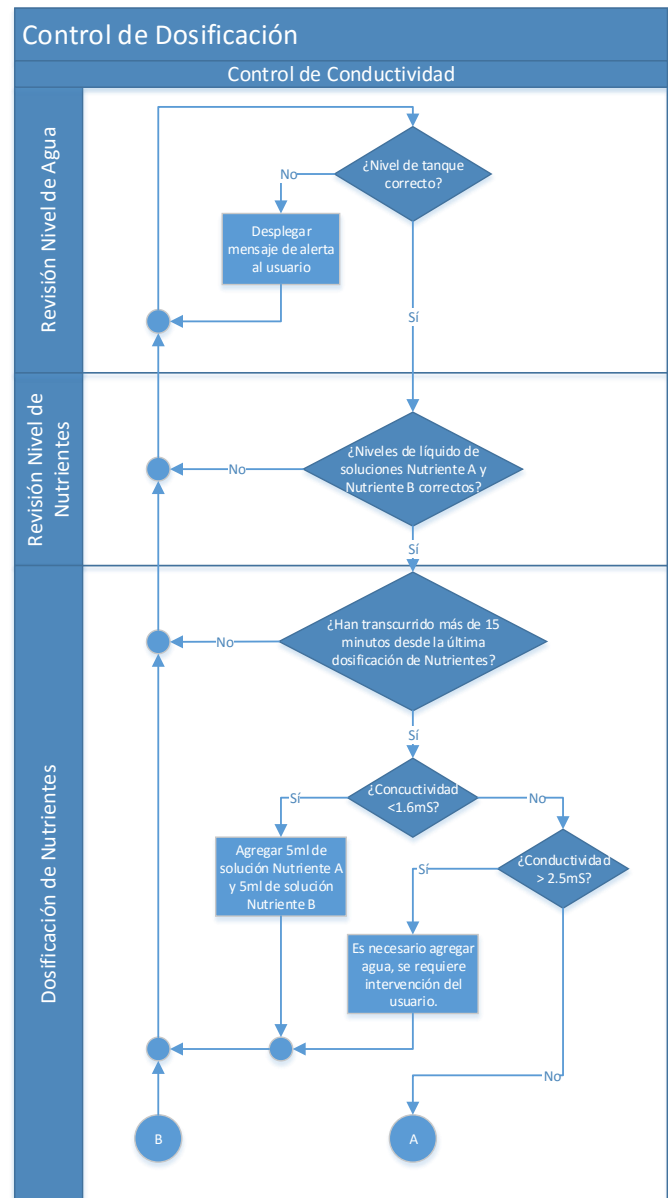 Control de Dosificación
Control de Conductividad
Revisión Nivel de Agua
¿Nivel de tanque
correcto?
No
Desplegar
mensaje de alerta
al usuario
Sí
Revisión Nivel de
Nutrientes
¿Niveles de líquido de
soluciones Nutriente A y
Nutriente B correctos?
No
Sí
Dosificación de Nutrientes
¿Han transcurrido más de 15
minutos desde la última
dosificación de Nutrientes?
No
Sí
¿Concuctividad
<1.6mS?
Sí
No
Agregar 5ml de
solución Nutriente A
y 5ml de solución
Nutriente B
¿Conductividad
> 2.5mS?
Sí
Es necesario agregar
agua, se requiere
intervención del
usuario.
No
B
A